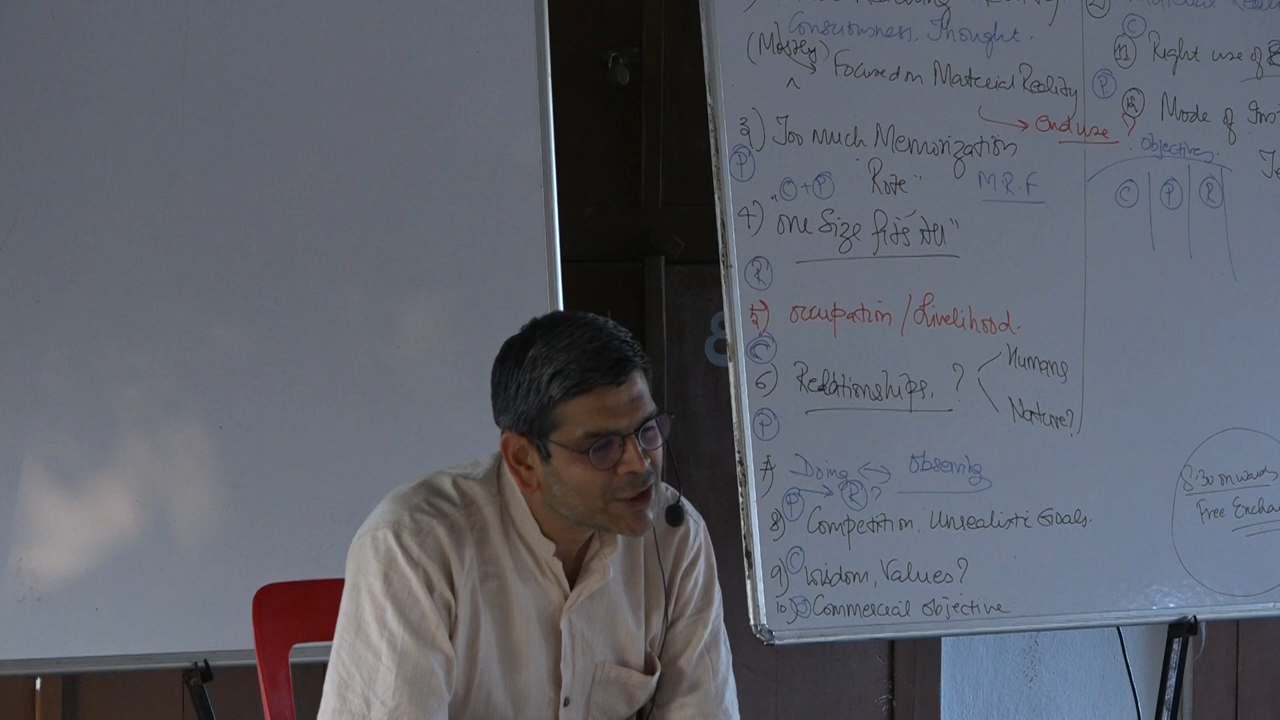 Consciousness. Thought.
(Mostly)
^ Focused on Material Reality
→ End use ?
3) Too much Memorization
P
"Rote"
M.R.F
C + P
4) "one size fits all"
R
5) occupation / Livelihood.
C
6) Relationships. ? Humans
Nature?
P
7) Doing ↔ Observing
P → R ?
8) Competition, Unrealistic Goals.
9) C Wisdom, Values?
10) Commercial objective
C
11) Right use of
P
12) Mode of
Objectives
C P R
8.30 onwards
Free
8